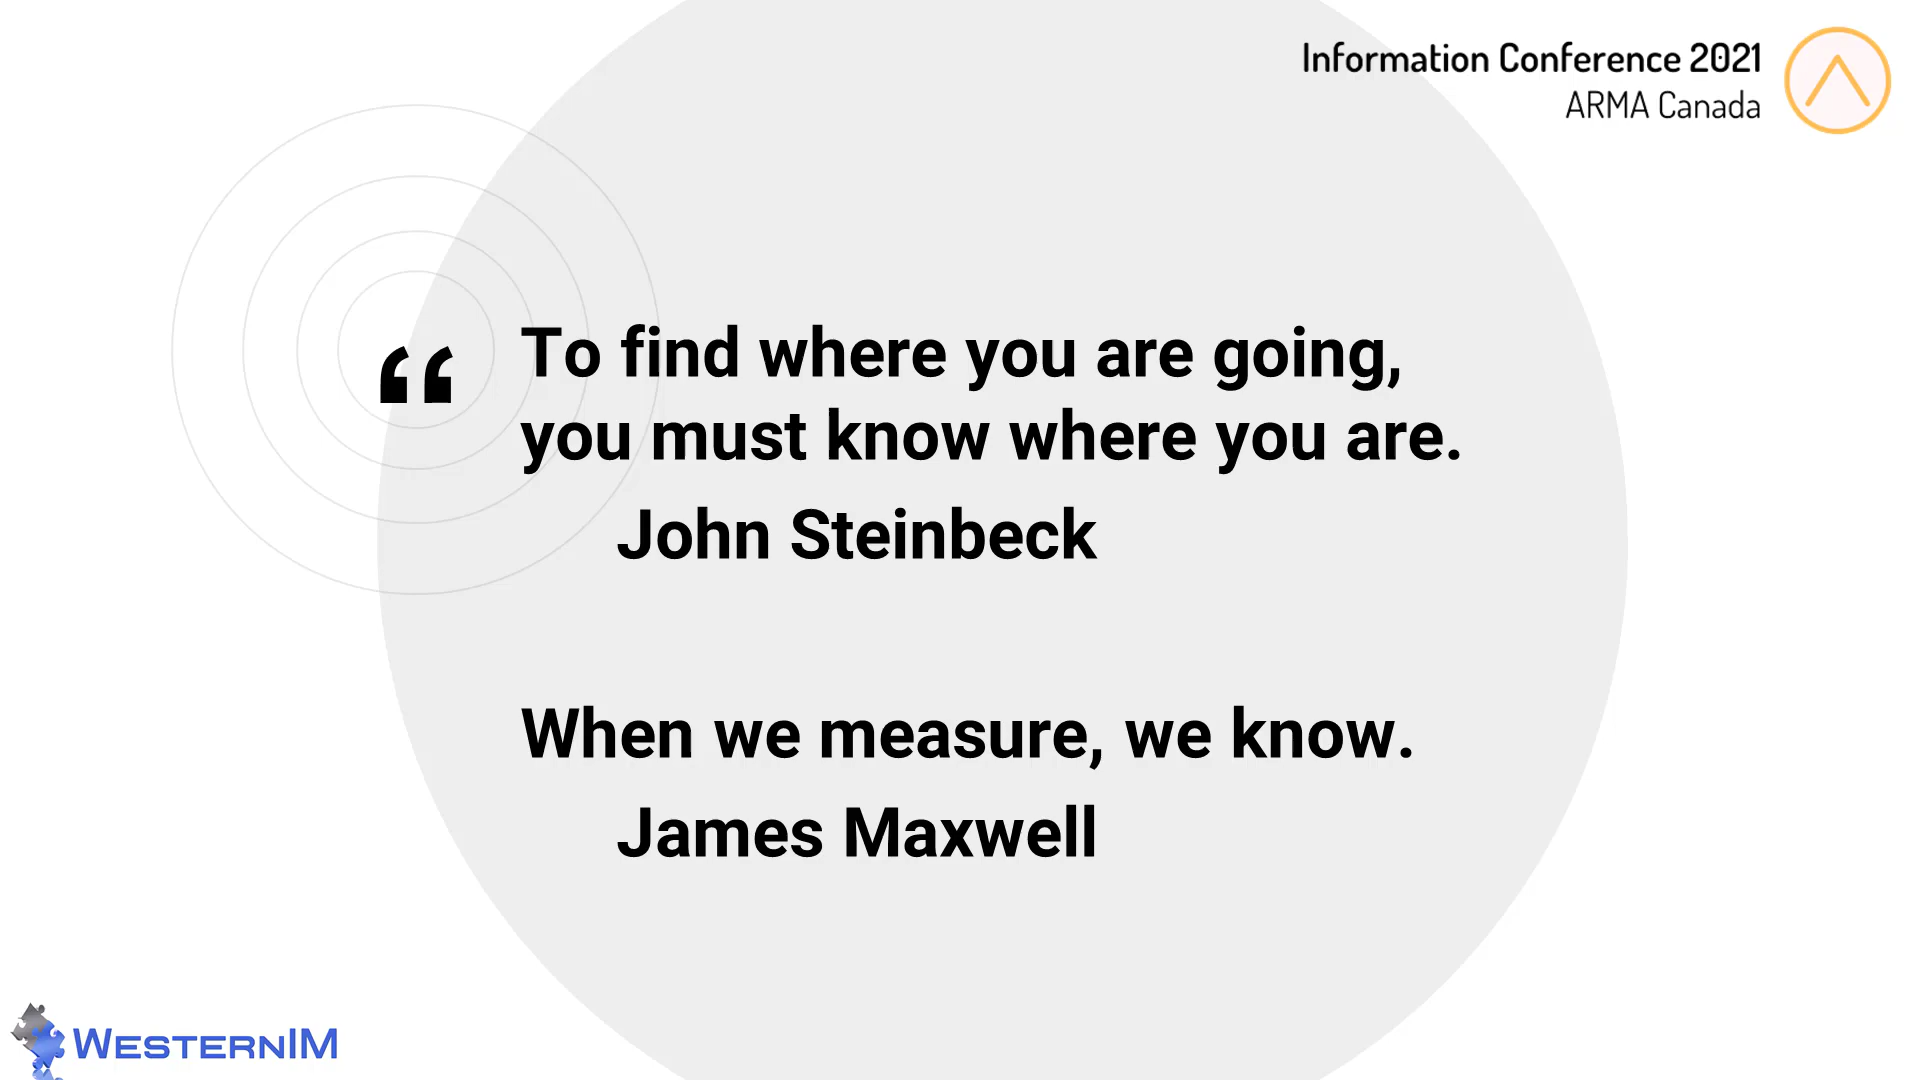 Information Conference 2021
ARMA Canada
“
To find where you are going,
you must know where you are.
John Steinbeck
When we measure, we know.
James Maxwell
WESTERNIM